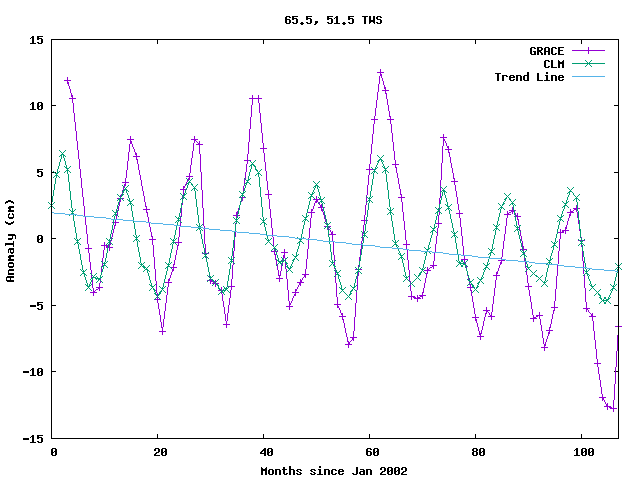 65.5, 51.5 TWS
GRACE
CLM
Trend Line
15
10
5
0
-5
-10
-15
Anomaly (cm)
0 20 40 60 80 100
Months since Jan 2002